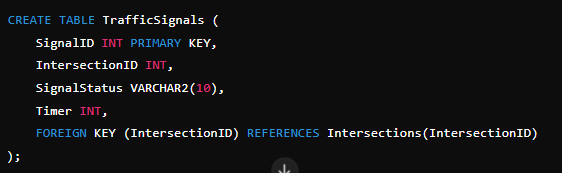 CREATE TABLE TrafficSignals (
    SignalID INT PRIMARY KEY,
    IntersectionID INT,
    SignalStatus VARCHAR2(10),
    Timer INT,
    FOREIGN KEY (IntersectionID) REFERENCES Intersections(IntersectionID)
);